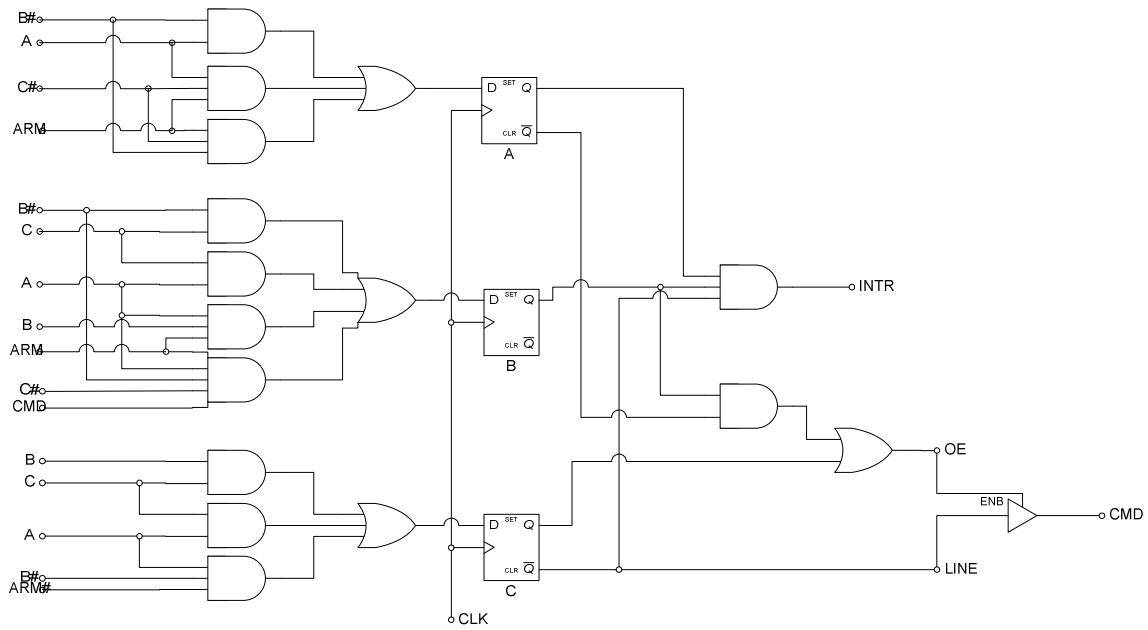 B#
A
C#
ARM
D SET Q
CLR Q
A
B#
C
A
B
ARM
C#
CMD
D SET Q
CLR Q
B
INTR
B
C
A
B#
ARM#
D SET Q
CLR Q
C
OE
ENB
CMD
LINE
CLK